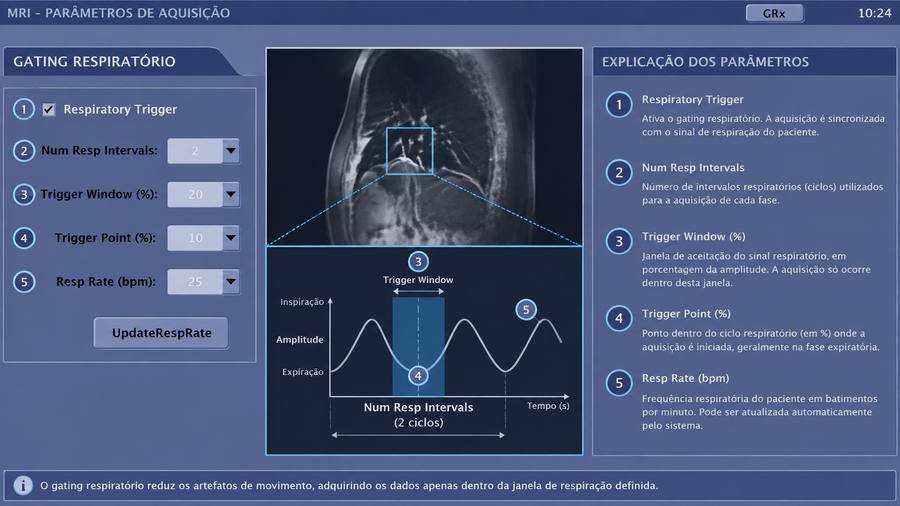 MRI - PARÂMETROS DE AQUISIÇÃO
GRx
10:24
GATING RESPIRATÓRIO
1 Respiratory Trigger
2 Num Resp Intervals: 2
3 Trigger Window (%): 20
4 Trigger Point (%): 10
5 Resp Rate (bpm): 25
UpdateRespRate
3
Trigger Window
Inspiração
5
Amplitude
Expiração
4
Num Resp Intervals
(2 ciclos)
Tempo (s)
EXPLICAÇÃO DOS PARÂMETROS
1 Respiratory Trigger
Ativa o gating respiratório. A aquisição é sincronizada
com o sinal de respiração do paciente.
2 Num Resp Intervals
Número de intervalos respiratórios (ciclos) utilizados
para a aquisição de cada fase.
3 Trigger Window (%)
Janela de aceitação do sinal respiratório, em
porcentagem da amplitude. A aquisição só ocorre
dentro desta janela.
4 Trigger Point (%)
Ponto dentro do ciclo respiratório (em %) onde a
aquisição é iniciada, geralmente na fase expiratória.
5 Resp Rate (bpm)
Frequência respiratória do paciente em batimentos
por minuto. Pode ser atualizada automaticamente
pelo sistema.
i O gating respiratório reduz os artefatos de movimento, adquirindo os dados apenas dentro da janela de respiração definida.